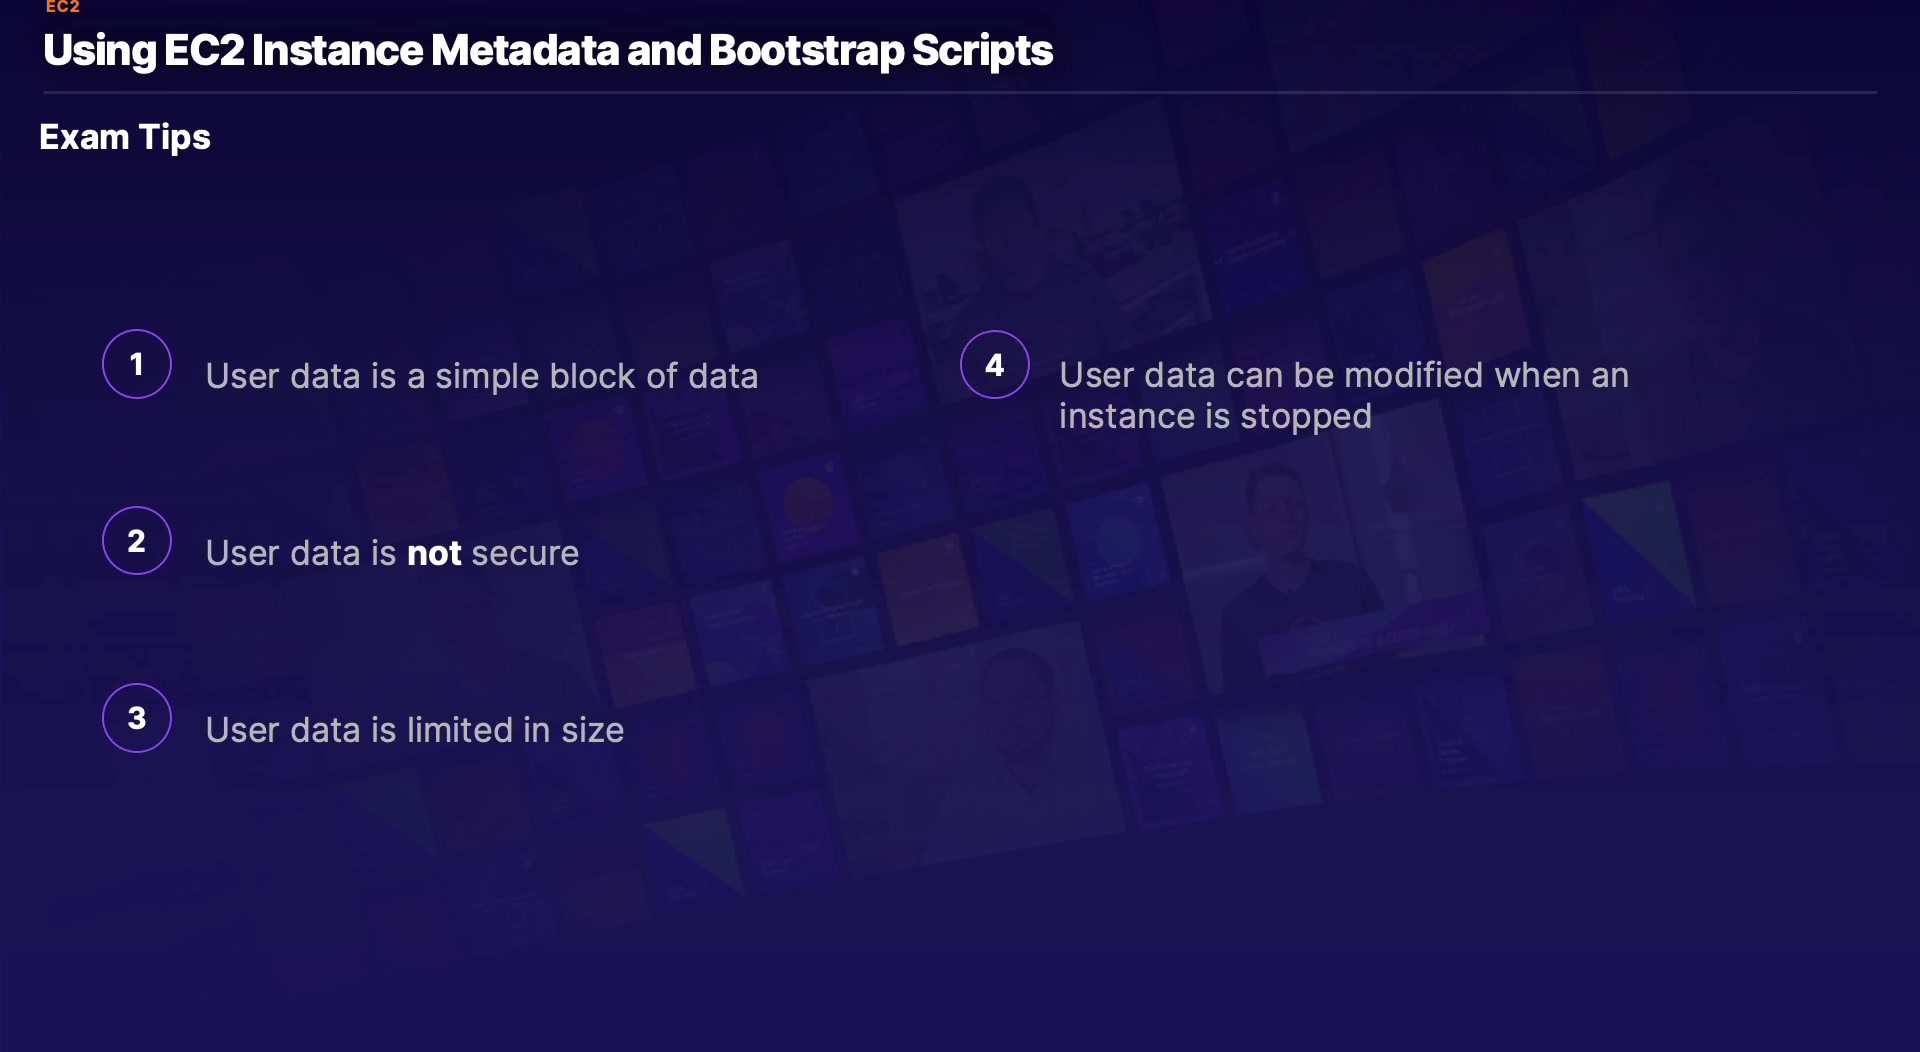 EC2
Using EC2 Instance Metadata and Bootstrap Scripts
Exam Tips
1
User data is a simple block of data
2
User data is not secure
3
User data is limited in size
4
User data can be modified when an
instance is stopped